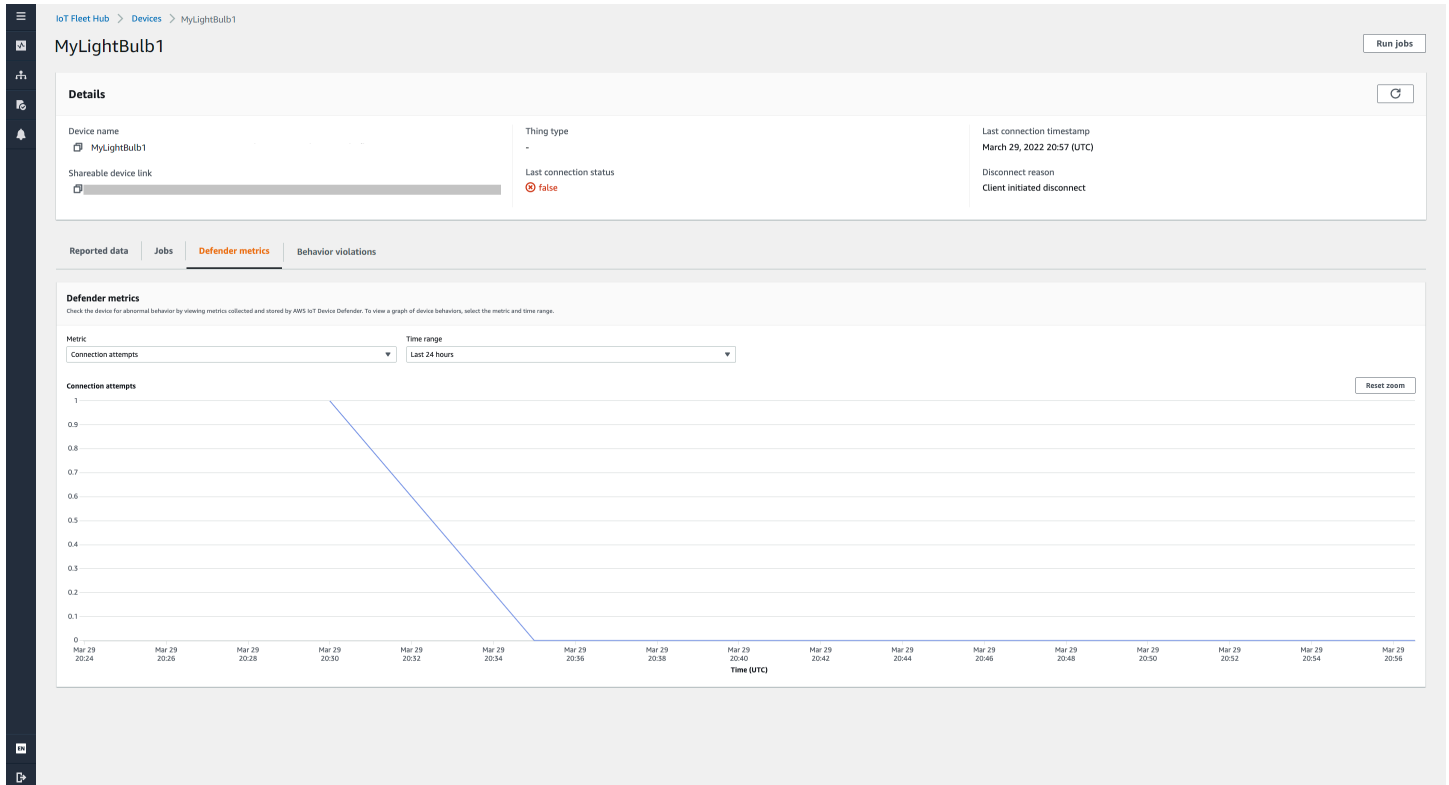 IoT Fleet Hub > Devices > MyLightBulb1
MyLightBulb1
Run jobs
Details
Device name
MyLightBulb1
Shareable device link
Thing type
-
Last connection status
false
Last connection timestamp
March 29, 2022 20:57 (UTC)
Disconnect reason
Client initiated disconnect
Reported data
Jobs
Defender metrics
Behavior violations
Defender metrics
Check the device for abnormal behavior by viewing metrics collected and stored by AWS IoT Device Defender. To view a graph of device behaviors, select the metric and time range.
Metric
Connection attempts
Time range
Last 24 hours
Connection attempts
Reset zoom
1
0.9
0.8
0.7
0.6
0.5
0.4
0.3
0.2
0.1
0
Mar 29 20:24
Mar 29 20:26
Mar 29 20:28
Mar 29 20:30
Mar 29 20:32
Mar 29 20:34
Mar 29 20:36
Mar 29 20:38
Mar 29 20:40
Mar 29 20:42
Mar 29 20:44
Mar 29 20:46
Mar 29 20:48
Mar 29 20:50
Mar 29 20:52
Mar 29 20:54
Mar 29 20:56
Time (UTC)
EN